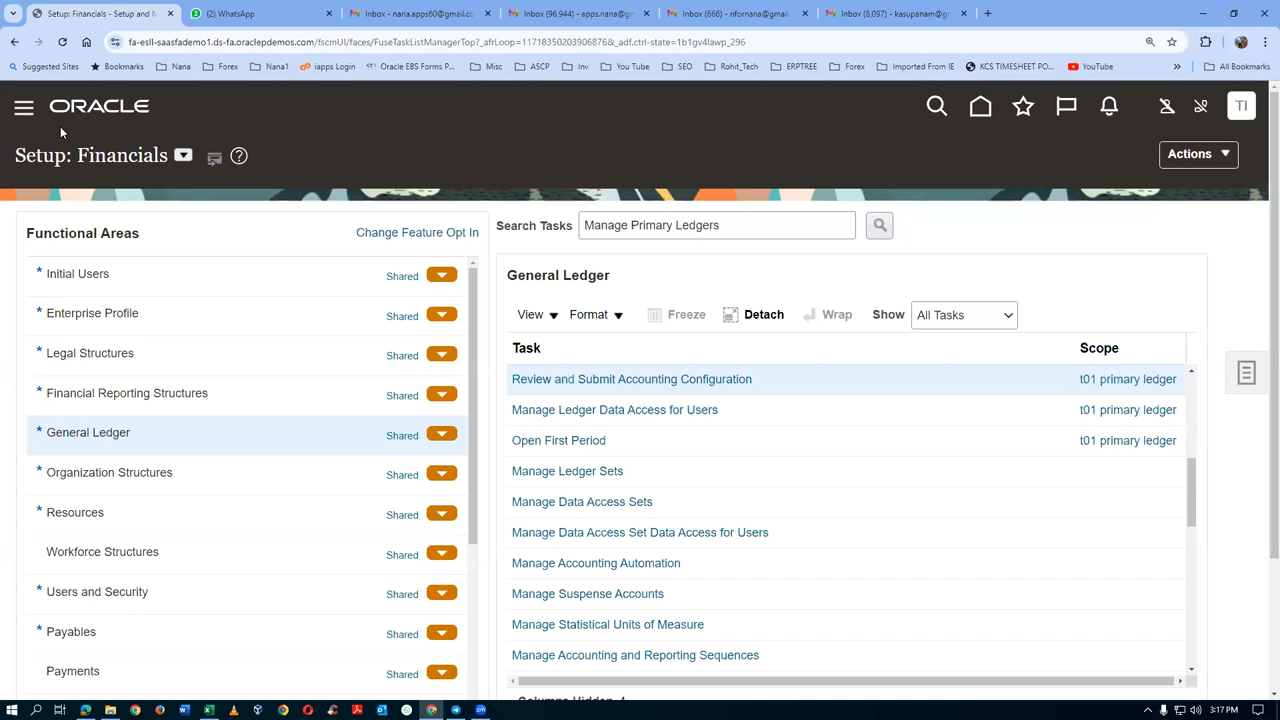 Setup: Financials - Setup and M
(2) WhatsApp
Inbox - nana.apps60@gmail.c
Inbox (96,944) - apps.nana@gr
Inbox (666) - nfornana@gmail.
Inbox (8,097) - kasupanam@g
fa-esll-saasfademo1.ds-fa.oraclepdemos.com/fscmUI/faces/FuseTaskListManagerTop?_afrLoop=11718350203906876&_adf.ctrl-state=1b1gv4lawp_296
Suggested Sites
Bookmarks
Nana
Forex
Nana1
iapps Login
Oracle EBS Forms P...
Misc
ASCP
Inv
You Tube
SEO
Rohit_Tech
ERPTREE
Forex
Imported From IE
KCS TIMESHEET PO...
YouTube
All Bookmarks
ORACLE
TI
Setup: Financials
Actions
Functional Areas
Change Feature Opt In
Search Tasks
Manage Primary Ledgers
* Initial Users Shared
* Enterprise Profile Shared
* Legal Structures Shared
* Financial Reporting Structures Shared
* General Ledger Shared
* Organization Structures Shared
* Resources Shared
Workforce Structures Shared
* Users and Security Shared
* Payables Shared
Payments Shared
General Ledger
View Format Freeze Detach Wrap Show All Tasks
Task Scope
Review and Submit Accounting Configuration t01 primary ledger
Manage Ledger Data Access for Users t01 primary ledger
Open First Period t01 primary ledger
Manage Ledger Sets
Manage Data Access Sets
Manage Data Access Set Data Access for Users
Manage Accounting Automation
Manage Suspense Accounts
Manage Statistical Units of Measure
Manage Accounting and Reporting Sequences
Columns Hidden 4
3:17 PM